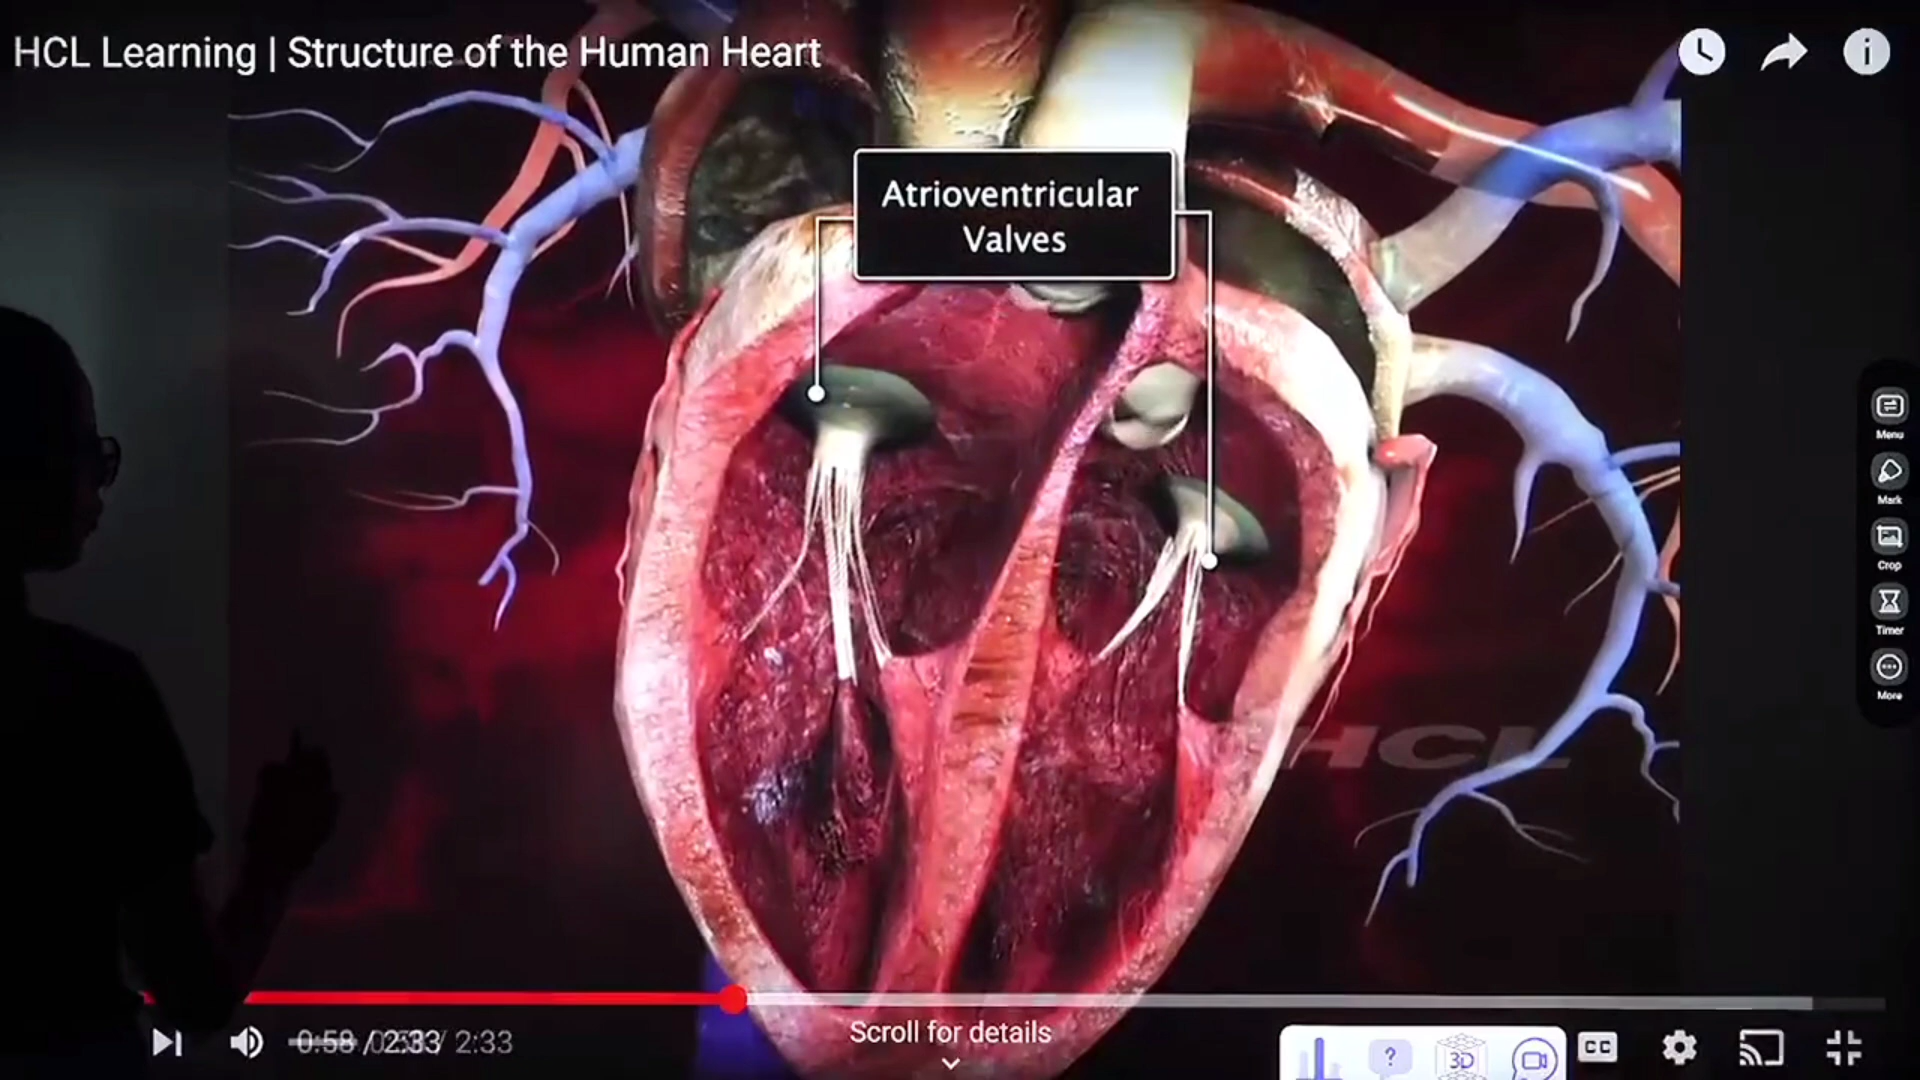 HCL Learning | Structure of the Human Heart
Atrioventricular
Valves
Menu
Mark
Crop
Timer
More
HCL
0:58 / 2:33 / 2:33
Scroll for details
CC
?
3D